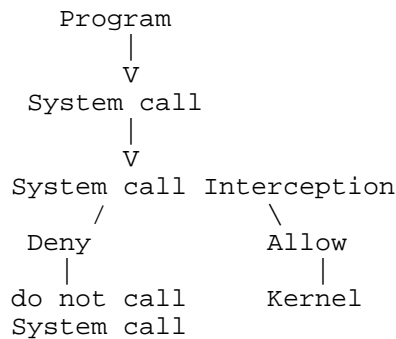 Program
|
V
System call
|
V
System call Interception
/ \
Deny Allow
| |
do not call Kernel
System call